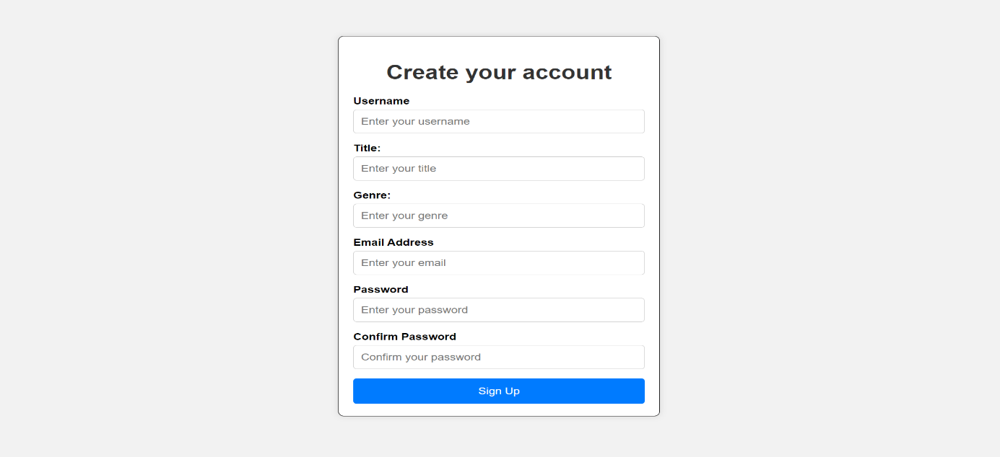 Create your account
Username
Enter your username
Title:
Enter your title
Genre:
Enter your genre
Email Address
Enter your email
Password
Enter your password
Confirm Password
Confirm your password
Sign Up